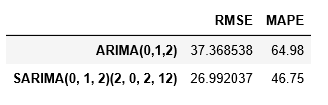 RMSE MAPE
ARIMA(0,1,2) 37.368538 64.98
SARIMA(0, 1, 2)(2, 0, 2, 12) 26.992037 46.75